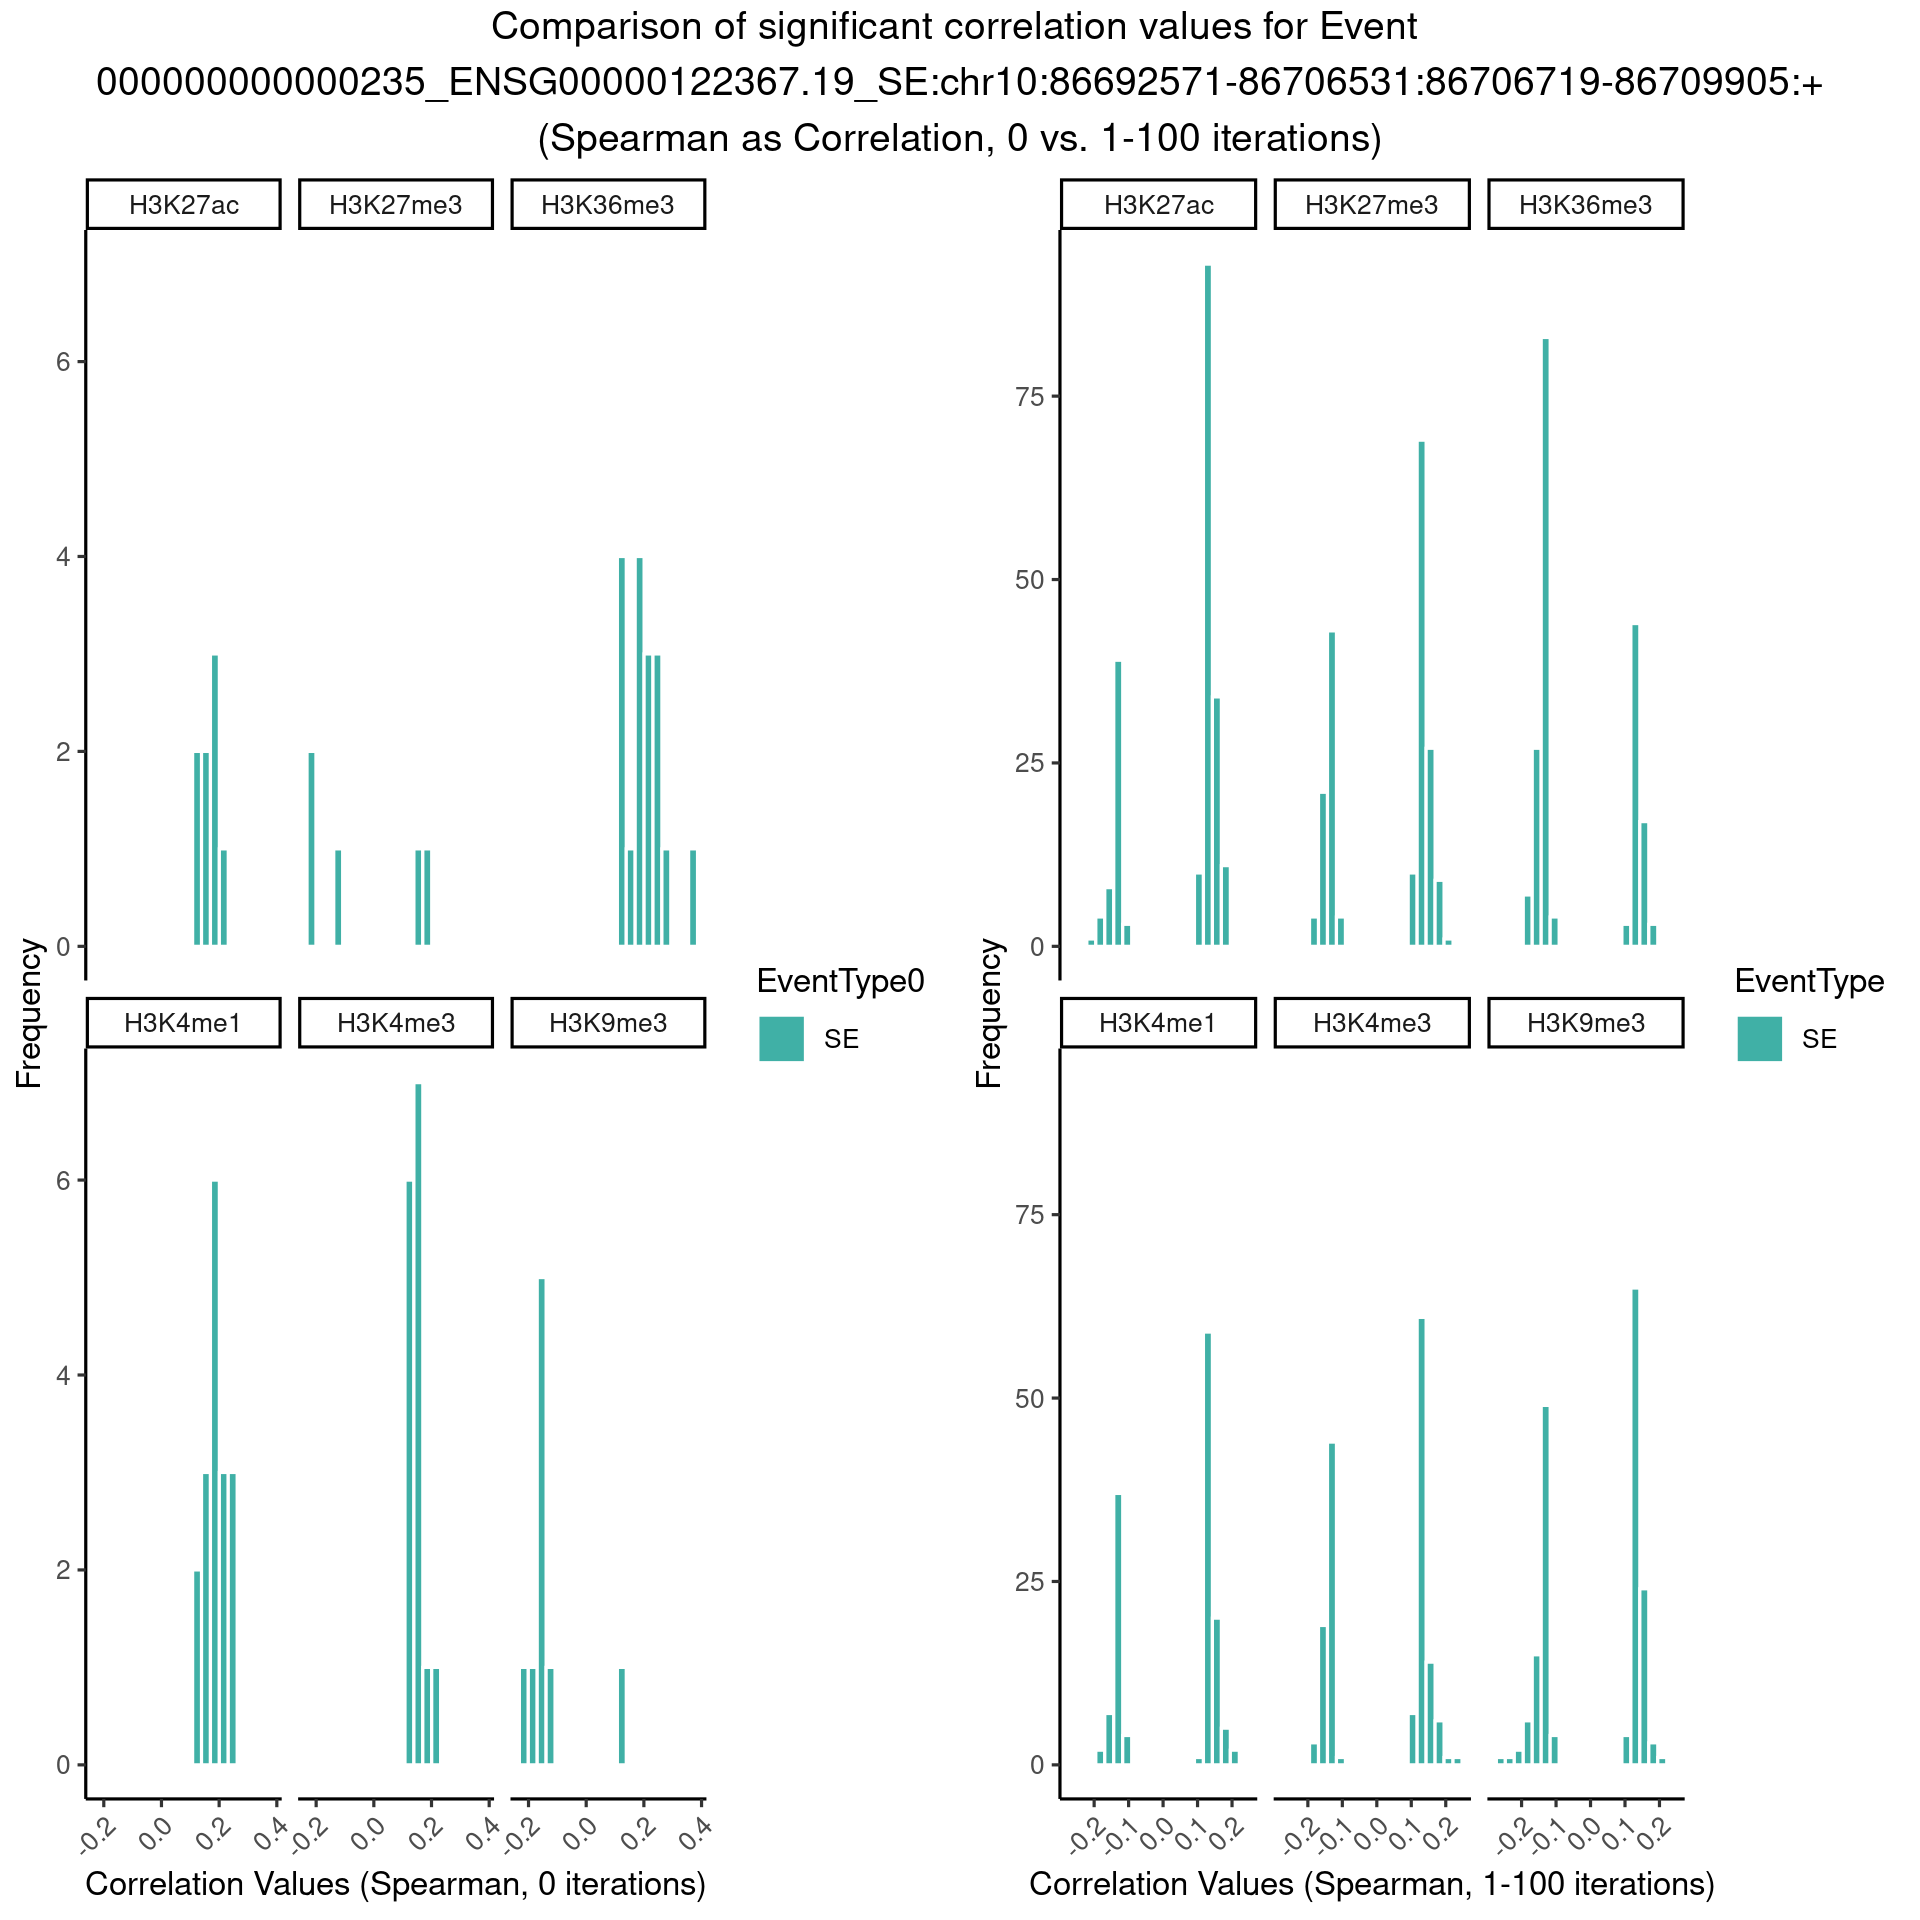 Comparison of significant correlation values for Event
000000000000235_ENSG00000122367.19_SE:chr10:86692571-86706531:86706719-86709905:+
(Spearman as Correlation, 0 vs. 1-100 iterations)
H3K27ac H3K27me3 H3K36me3
6
4
2
0
H3K4me1 H3K4me3 H3K9me3
6
4
2
0
-0.2 0.0 0.2 0.4 -0.2 0.0 0.2 0.4 -0.2 0.0 0.2 0.4
Frequency
Correlation Values (Spearman, 0 iterations)
EventType0
SE
H3K27ac H3K27me3 H3K36me3
75
50
25
0
H3K4me1 H3K4me3 H3K9me3
75
50
25
0
-0.2 -0.1 0.0 0.1 0.2 -0.2 -0.1 0.0 0.1 0.2 -0.2 -0.1 0.0 0.1 0.2
Frequency
Correlation Values (Spearman, 1-100 iterations)
EventType
SE